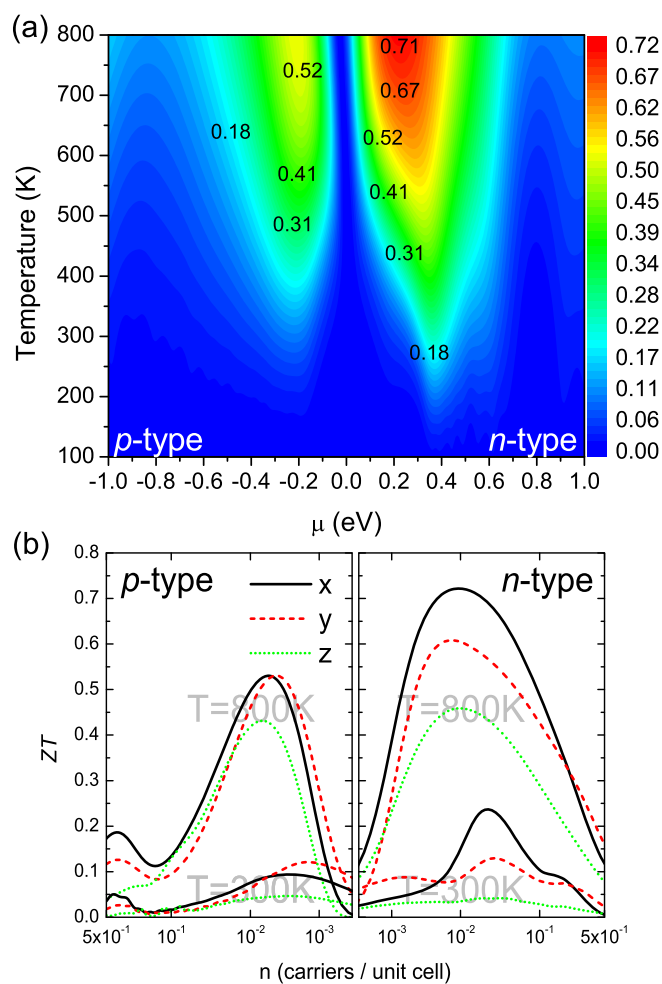 (a)
800
700
600
500
400
300
200
100
Temperature (K)
0.52
0.18
0.41
0.31
0.71
0.67
0.52
0.41
0.31
0.18
p-type
n-type
0.72
0.67
0.62
0.56
0.50
0.45
0.39
0.34
0.28
0.22
0.17
0.11
0.06
0.00
-1.0 -0.8 -0.6 -0.4 -0.2 0.0 0.2 0.4 0.6 0.8 1.0
μ (eV)
(b)
0.8
0.7
0.6
0.5
0.4
0.3
0.2
0.1
0.0
ZT
p-type
x
y
z
T=800K
T=300K
n-type
T=800K
T=300K
5x10⁻¹ 10⁻¹ 10⁻² 10⁻³ 10⁻³ 10⁻² 10⁻¹ 5x10⁻¹
n (carriers / unit cell)